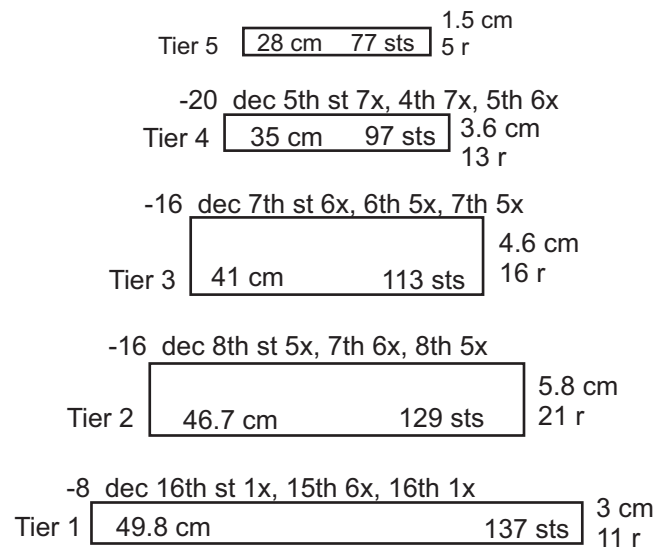 1.5 cm
Tier 5 28 cm 77 sts 5 r
-20 dec 5th st 7x, 4th 7x, 5th 6x
Tier 4 35 cm 97 sts 3.6 cm
13 r
-16 dec 7th st 6x, 6th 5x, 7th 5x
4.6 cm
Tier 3 41 cm 113 sts 16 r
-16 dec 8th st 5x, 7th 6x, 8th 5x
5.8 cm
Tier 2 46.7 cm 129 sts 21 r
-8 dec 16th st 1x, 15th 6x, 16th 1x
3 cm
Tier 1 49.8 cm 137 sts 11 r